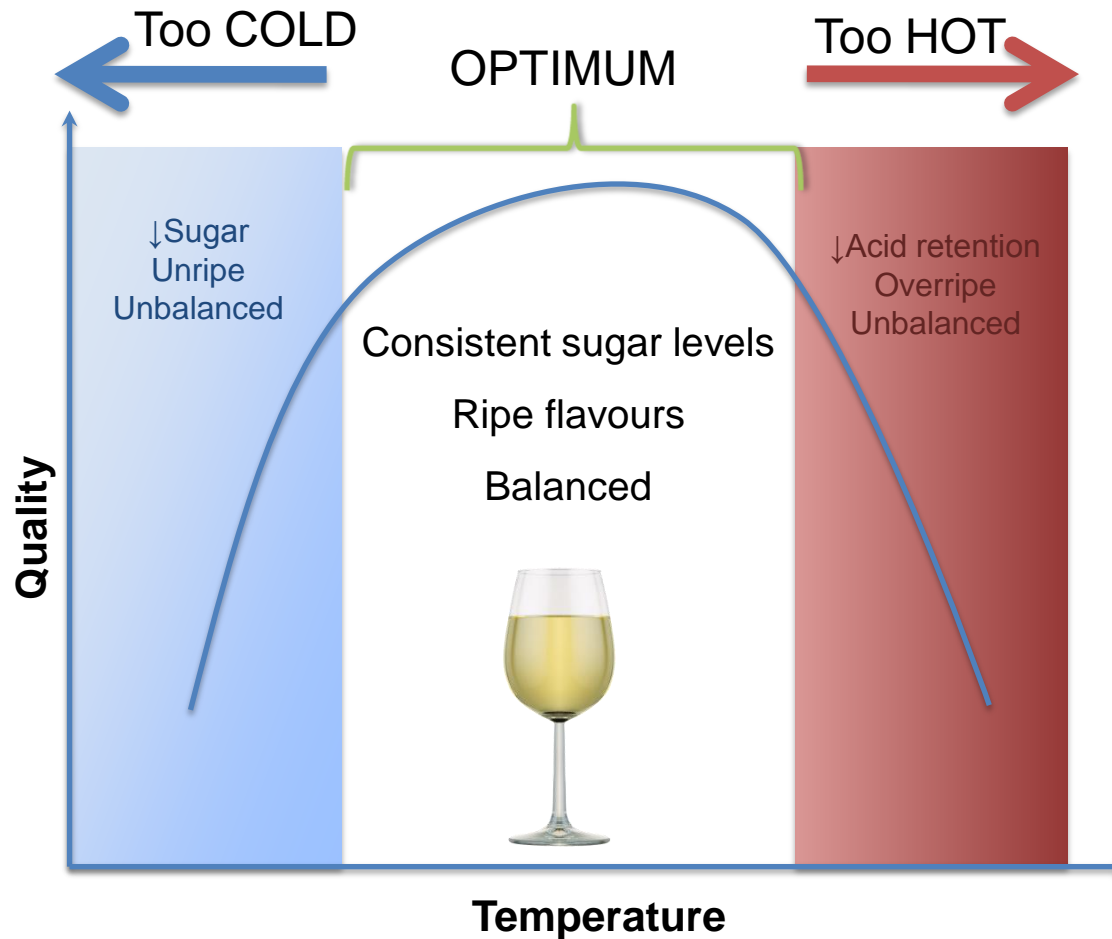 Too COLD
OPTIMUM
Too HOT
↓Sugar
Unripe
Unbalanced
↓Acid retention
Overripe
Unbalanced
Consistent sugar levels
Ripe flavours
Balanced
Quality
Temperature